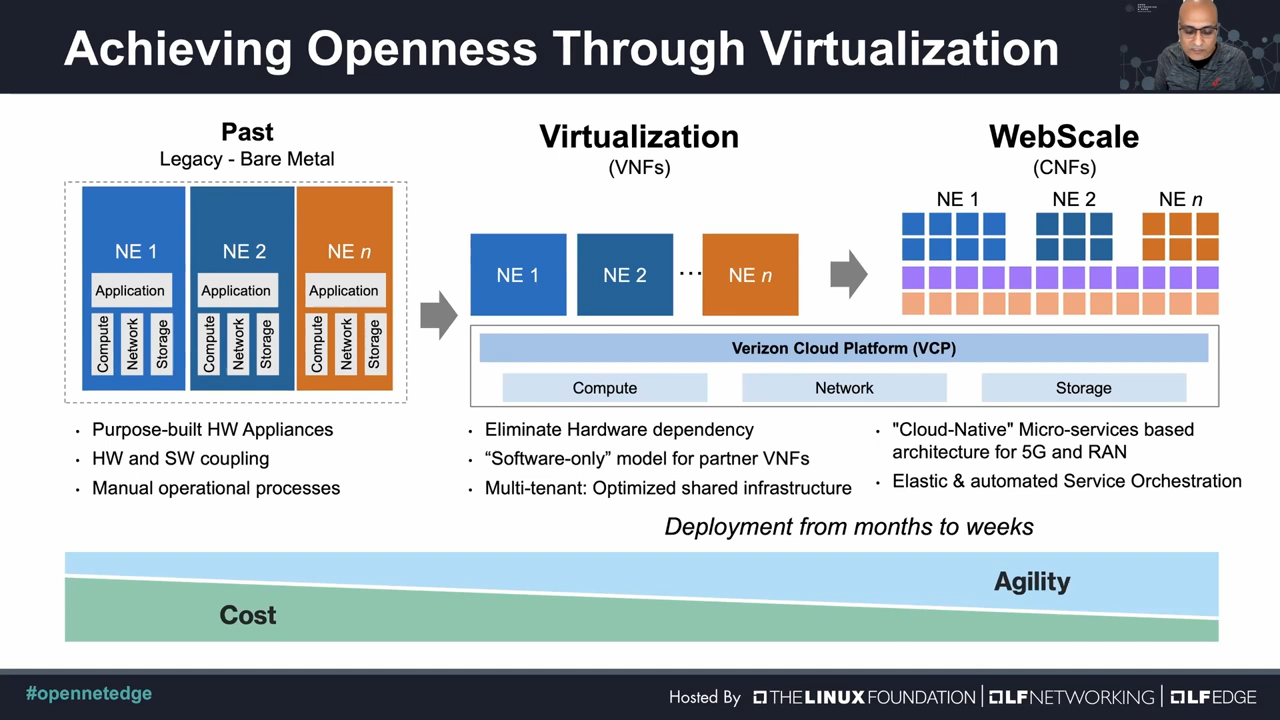 Achieving Openness Through Virtualization
Past
Legacy - Bare Metal
NE 1
Application
Compute
Network
Storage
NE 2
Application
Compute
Network
Storage
NE n
Application
Compute
Network
Storage
• Purpose-built HW Appliances
• HW and SW coupling
• Manual operational processes
Virtualization
(VNFs)
NE 1
NE 2
...
NE n
WebScale
(CNFs)
NE 1
NE 2
NE n
Verizon Cloud Platform (VCP)
Compute
Network
Storage
• Eliminate Hardware dependency
• “Software-only” model for partner VNFs
• Multi-tenant: Optimized shared infrastructure
• "Cloud-Native" Micro-services based
architecture for 5G and RAN
• Elastic & automated Service Orchestration
Deployment from months to weeks
Agility
Cost
#opennetedge
Hosted By THE LINUX FOUNDATION | LF NETWORKING | LF EDGE